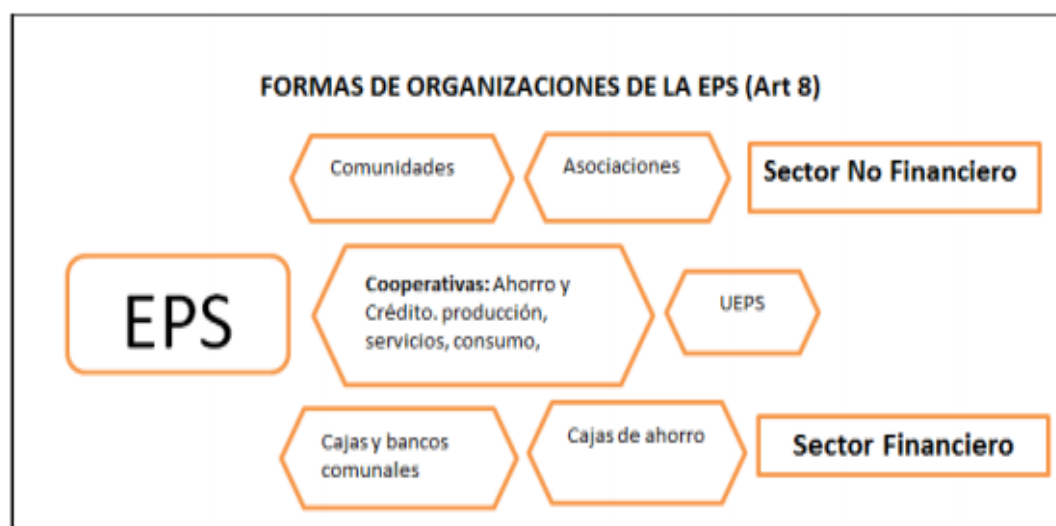 FORMAS DE ORGANIZACIONES DE LA EPS (Art 8)
Comunidades
Asociaciones
Sector No Financiero
EPS
Cooperativas: Ahorro y
Crédito. producción,
servicios, consumo,
UEPS
Cajas y bancos
comunales
Cajas de ahorro
Sector Financiero